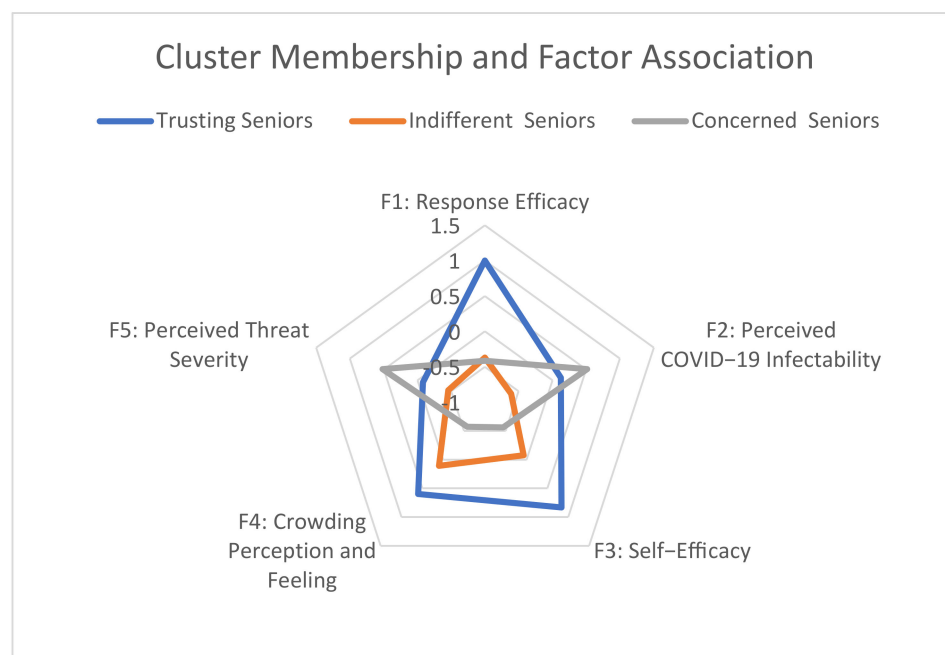 Cluster Membership and Factor Association
Trusting Seniors
Indifferent Seniors
Concerned Seniors
F1: Response Efficacy
1.5
1
0.5
0
-0.5
-1
F5: Perceived Threat
Severity
F2: Perceived
COVID−19 Infectability
F4: Crowding
Perception and
Feeling
F3: Self−Efficacy